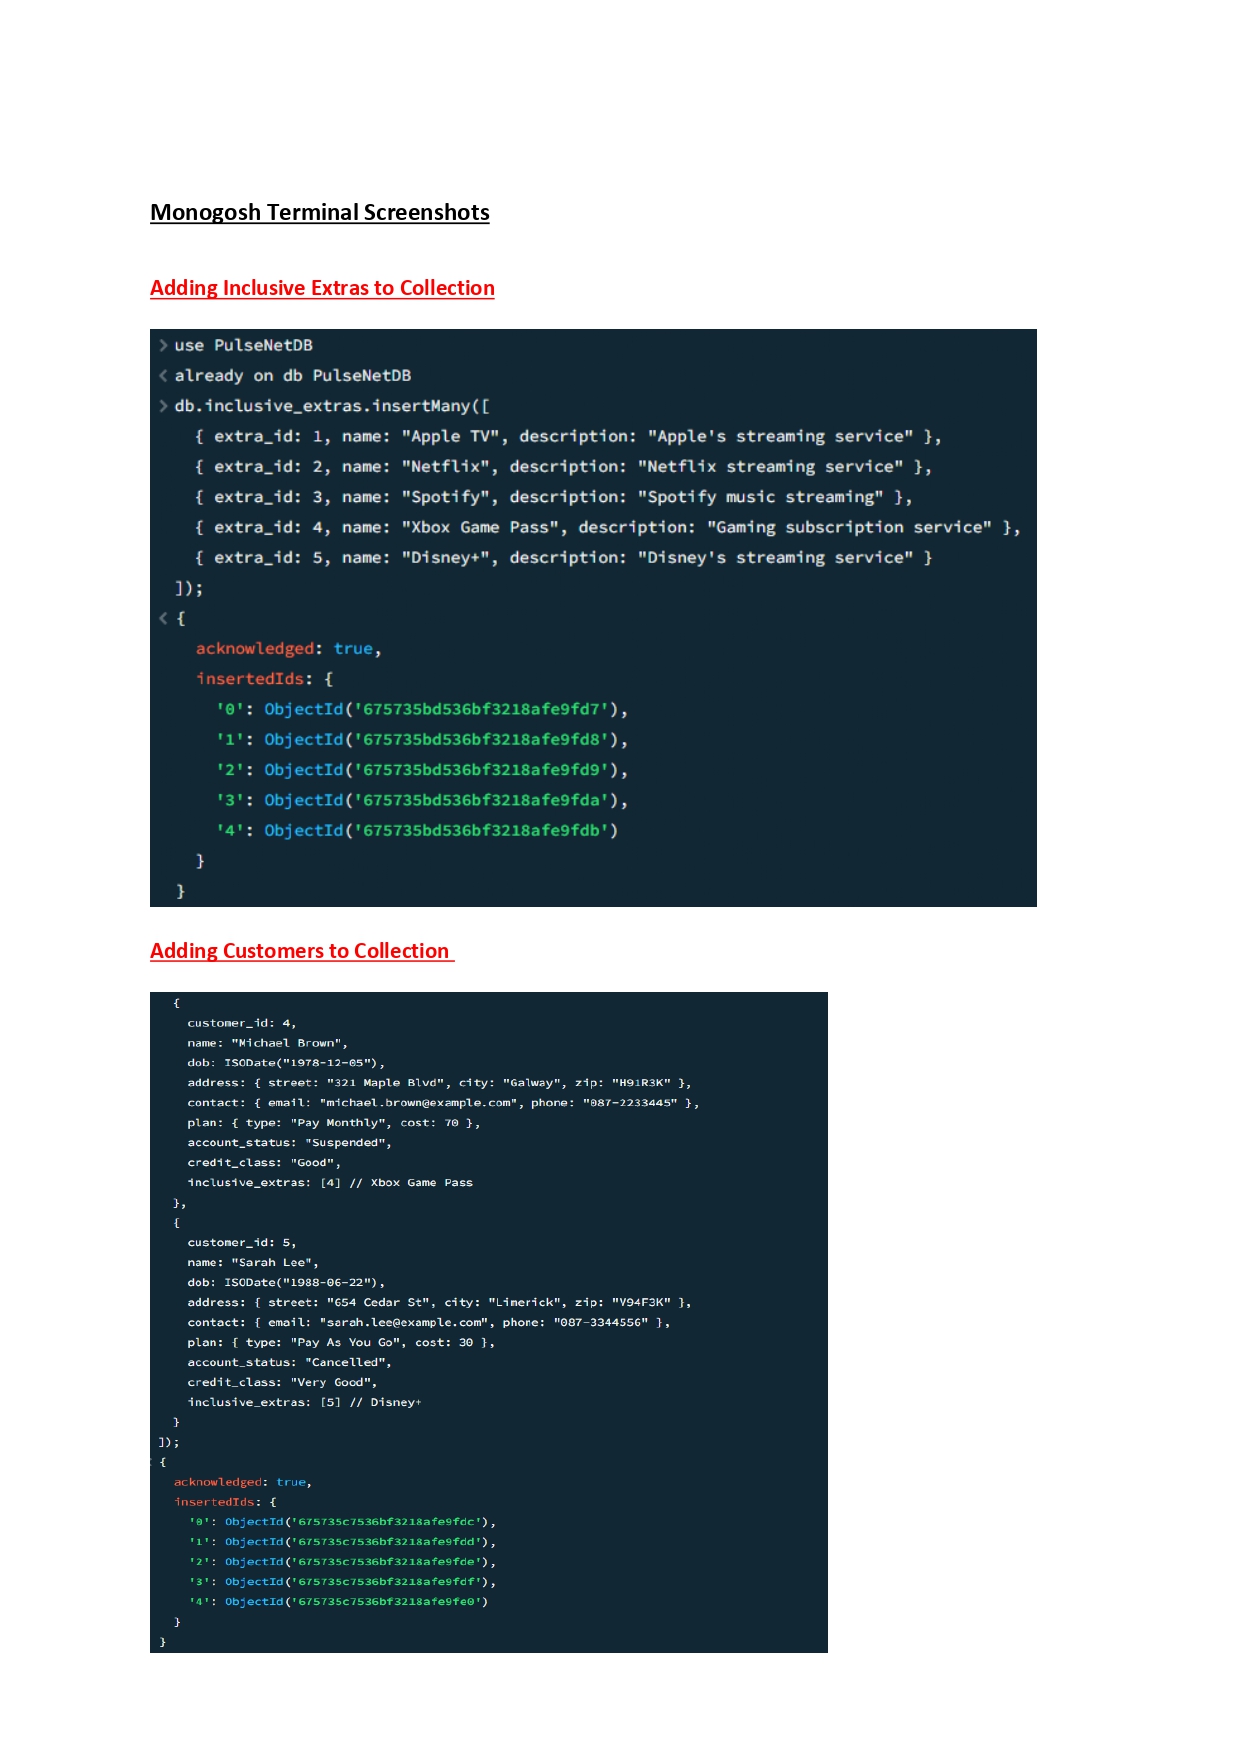 Monogosh Terminal Screenshots
Adding Inclusive Extras to Collection
> use PulseNetDB
< already on db PulseNetDB
> db.inclusive_extras.insertMany([
{ extra_id: 1, name: "Apple TV", description: "Apple's streaming service" },
{ extra_id: 2, name: "Netflix", description: "Netflix streaming service" },
{ extra_id: 3, name: "Spotify", description: "Spotify music streaming" },
{ extra_id: 4, name: "Xbox Game Pass", description: "Gaming subscription service" },
{ extra_id: 5, name: "Disney+", description: "Disney's streaming service" }
]);
< {
acknowledged: true,
insertedIds: {
'0': ObjectId('675735bd536bf3218afe9fd7'),
'1': ObjectId('675735bd536bf3218afe9fd8'),
'2': ObjectId('675735bd536bf3218afe9fd9'),
'3': ObjectId('675735bd536bf3218afe9fda'),
'4': ObjectId('675735bd536bf3218afe9fdb')
}
}
Adding Customers to Collection
{
customer_id: 4,
name: "Michael Brown",
dob: ISODate("1978-12-05"),
address: { street: "321 Maple Blvd", city: "Galway", zip: "H91R3K" },
contact: { email: "michael.brown@example.com", phone: "087-2233445" },
plan: { type: "Pay Monthly", cost: 70 },
account_status: "Suspended",
credit_class: "Good",
inclusive_extras: [4] // Xbox Game Pass
},
{
customer_id: 5,
name: "Sarah Lee",
dob: ISODate("1988-06-22"),
address: { street: "654 Cedar St", city: "Limerick", zip: "V94F3K" },
contact: { email: "sarah.lee@example.com", phone: "087-3344556" },
plan: { type: "Pay As You Go", cost: 30 },
account_status: "Cancelled",
credit_class: "Very Good",
inclusive_extras: [5] // Disney+
}
]);
{
acknowledged: true,
insertedIds: {
'0': ObjectId('675735c7536bf3218afe9fdc'),
'1': ObjectId('675735c7536bf3218afe9fdd'),
'2': ObjectId('675735c7536bf3218afe9fde'),
'3': ObjectId('675735c7536bf3218afe9fdf'),
'4': ObjectId('675735c7536bf3218afe9fe0')
}
}